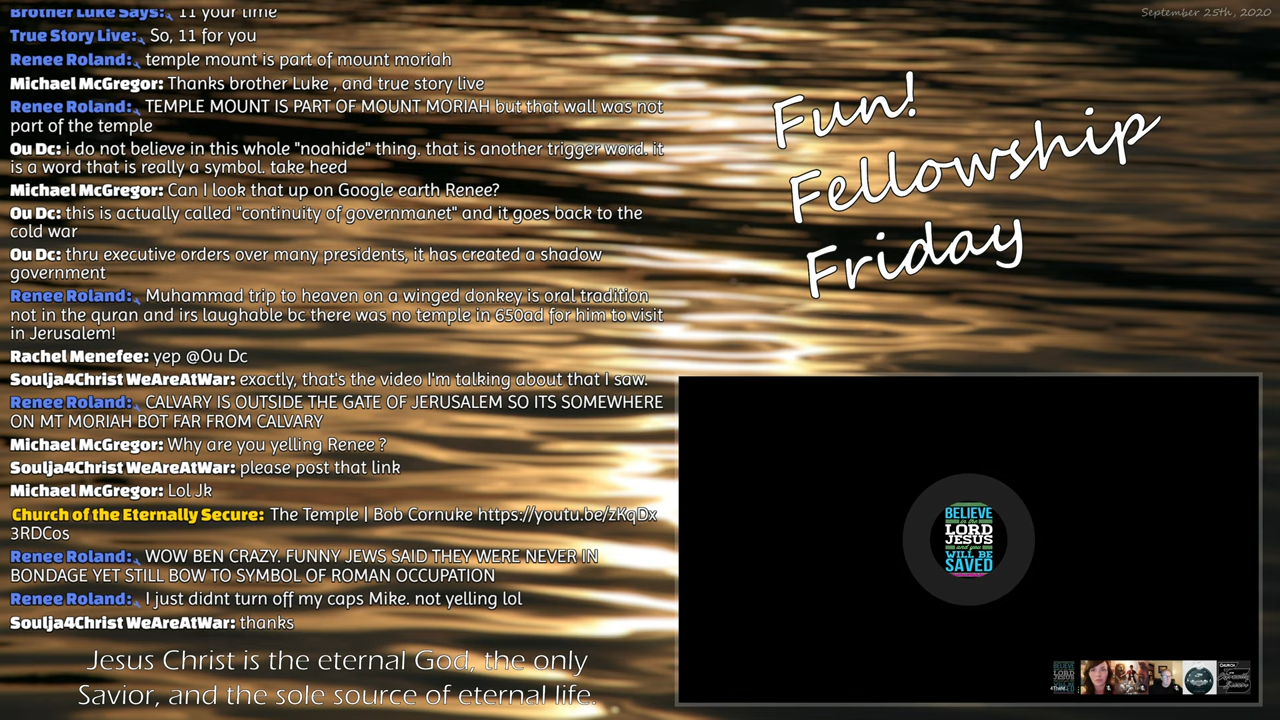 Brother Luke Says: 11 your time
September 25th, 2020
True Story Live: So, 11 for you
Renee Roland: temple mount is part of mount moriah
Michael McGregor: Thanks brother Luke , and true story live
Renee Roland: TEMPLE MOUNT IS PART OF MOUNT MORIAH but that wall was not
part of the temple
Ou Dc: i do not believe in this whole "noahide" thing. that is another trigger word. it
is a word that is really a symbol. take heed
Michael McGregor: Can I look that up on Google earth Renee?
Ou Dc: this is actually called "continuity of governmanet" and it goes back to the
cold war
Ou Dc: thru executive orders over many presidents, it has created a shadow
government
Renee Roland: Muhammad trip to heaven on a winged donkey is oral tradition
not in the quran and irs laughable bc there was no temple in 650ad for him to visit
in Jerusalem!
Rachel Menefee: yep @Ou Dc
Soulja4Christ WeAreAtWar: exactly, that's the video I'm talking about that I saw.
Renee Roland: CALVARY IS OUTSIDE THE GATE OF JERUSALEM SO ITS SOMEWHERE
ON MT MORIAH BOT FAR FROM CALVARY
Michael McGregor: Why are you yelling Renee ?
Soulja4Christ WeAreAtWar: please post that link
Michael McGregor: Lol Jk
Church of the Eternally Secure: The Temple | Bob Cornuke https://youtu.be/zKqDx
3RDCos
Renee Roland: WOW BEN CRAZY. FUNNY JEWS SAID THEY WERE NEVER IN
BONDAGE YET STILL BOW TO SYMBOL OF ROMAN OCCUPATION
Renee Roland: I just didnt turn off my caps Mike. not yelling lol
Soulja4Christ WeAreAtWar: thanks
Jesus Christ is the eternal God, the only
Savior, and the sole source of eternal life.
Fun!
Fellowship
Friday
BELIEVE
in the
LORD
JESUS
and you
WILL BE
SAVED